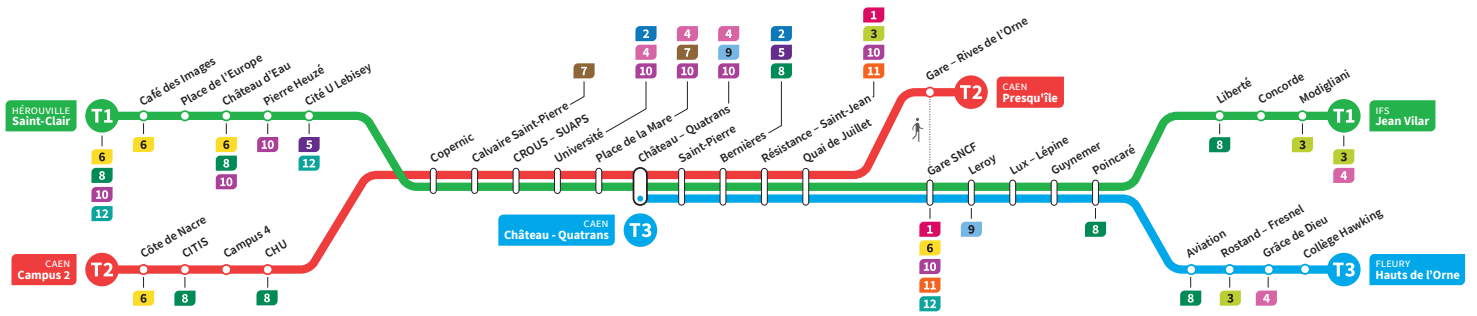 1
3
10
11
2
4
10
4
7
10
4
9
10
2
5
8
7
HÉROUVILLE
Saint-Clair
T1
Café des Images
Place de l'Europe
Château d'Eau
Pierre Heuzé
Cité U Lebisey
6
8
10
12
6
6
8
10
10
5
12
Copernic
Calvaire Saint-Pierre
CROUS – SUAPS
Université
Place de la Mare
Château – Quatrans
Saint-Pierre
Bernières
Résistance – Saint-Jean
Quai de Juillet
Gare – Rives de l'Orne
T2
CAEN
Presqu'île
Gare SNCF
Leroy
Lux – Lépine
Guynemer
Poincaré
1
6
10
11
12
9
8
Liberté
Concorde
Modigliani
T1
IFS
Jean Vilar
8
3
3
4
CAEN
Château - Quatrans
T3
CAEN
Campus 2
T2
Côte de Nacre
CITIS
Campus 4
CHU
6
8
8
Aviation
Rostand – Fresnel
Grâce de Dieu
Collège Hawking
T3
FLEURY
Hauts de l'Orne
8
3
4